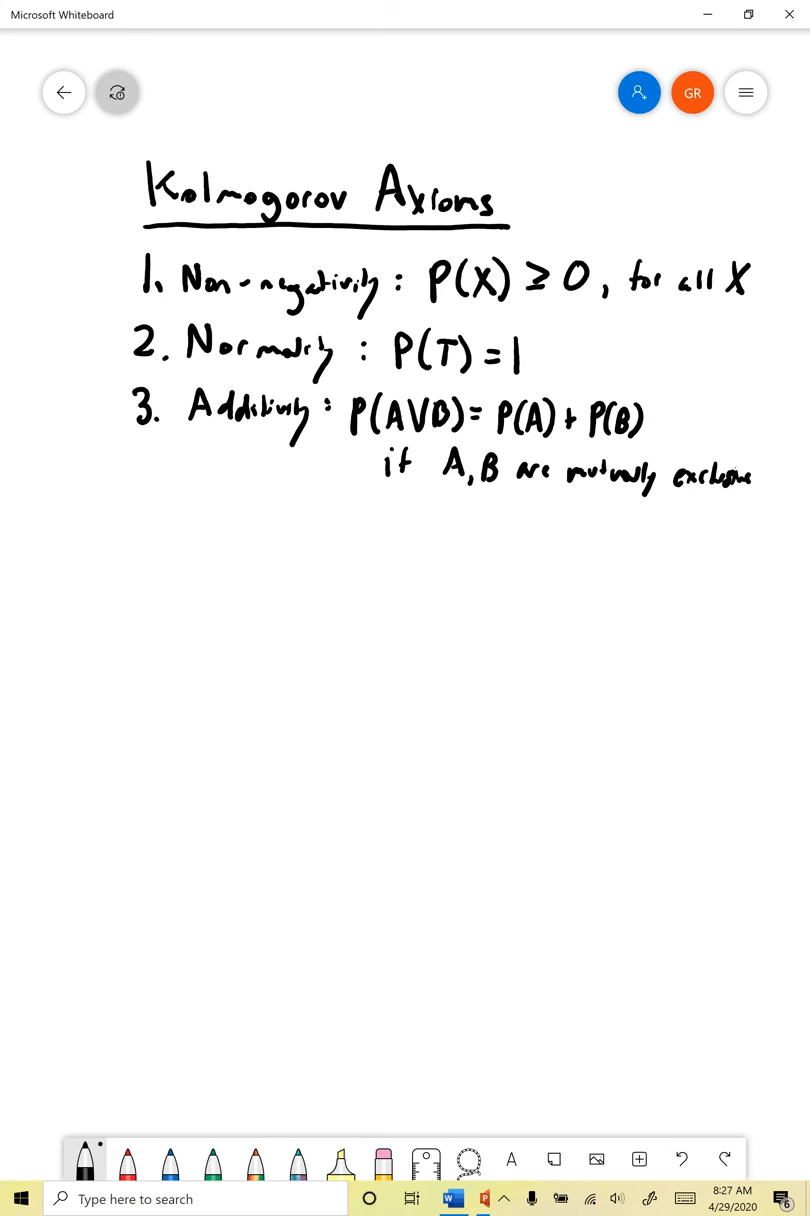 Microsoft Whiteboard
GR
Kolmogorov Axioms
1. Non-negativity : P(X) ≥ 0, for all X
2. Normality : P(T) = 1
3. Additivity : P(A∨B) = P(A) + P(B)
if A, B are mutually exclusive
A
Type here to search
8:27 AM
4/29/2020
6